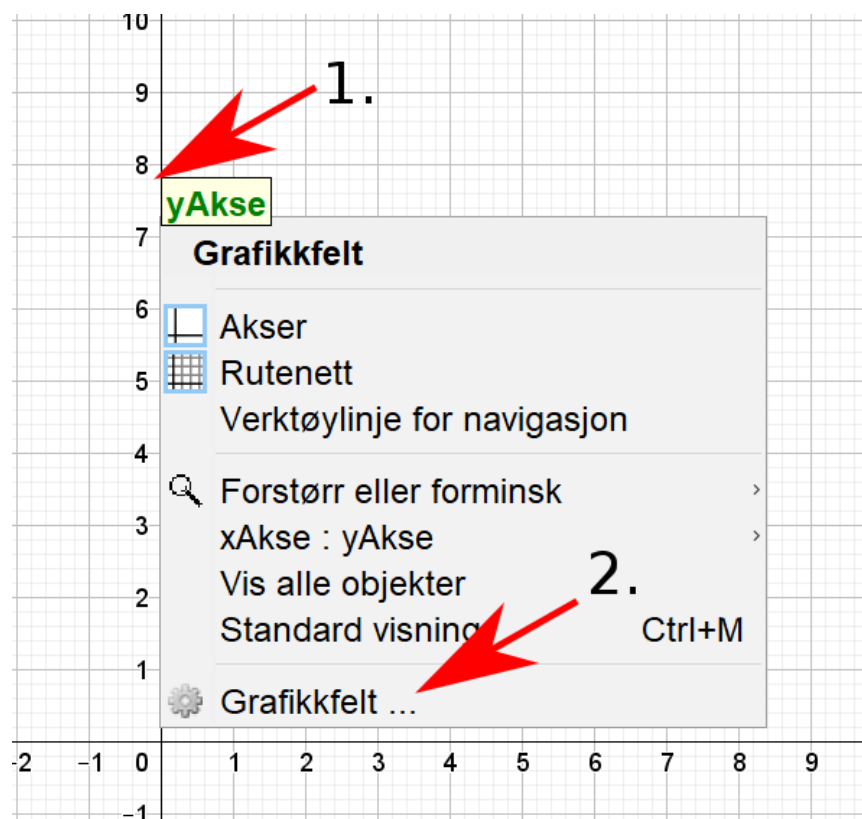 10
1.
9
8
yAkse
7
Grafikkfelt
6
Akser
5
Rutenett
Verktøylinje for navigasjon
4
Forstørr eller forminsk
3
xAkse : yAkse
2.
2
Vis alle objekter
Standard visning Ctrl+M
1
Grafikkfelt ...
-2 -1 0 1 2 3 4 5 6 7 8 9
-1